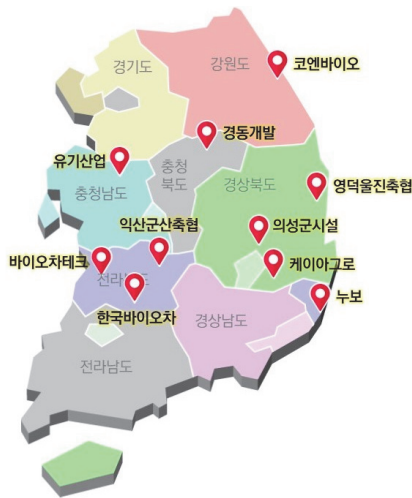 경기도
강원도
코엔바이오
경동개발
유기산업
충청
북도
충청남도
경상북도
영덕울진축협
익산군산축협
의성군시설
바이오차테크
케이아그로
전라북도
한국바이오차
누보
경상남도
전라남도